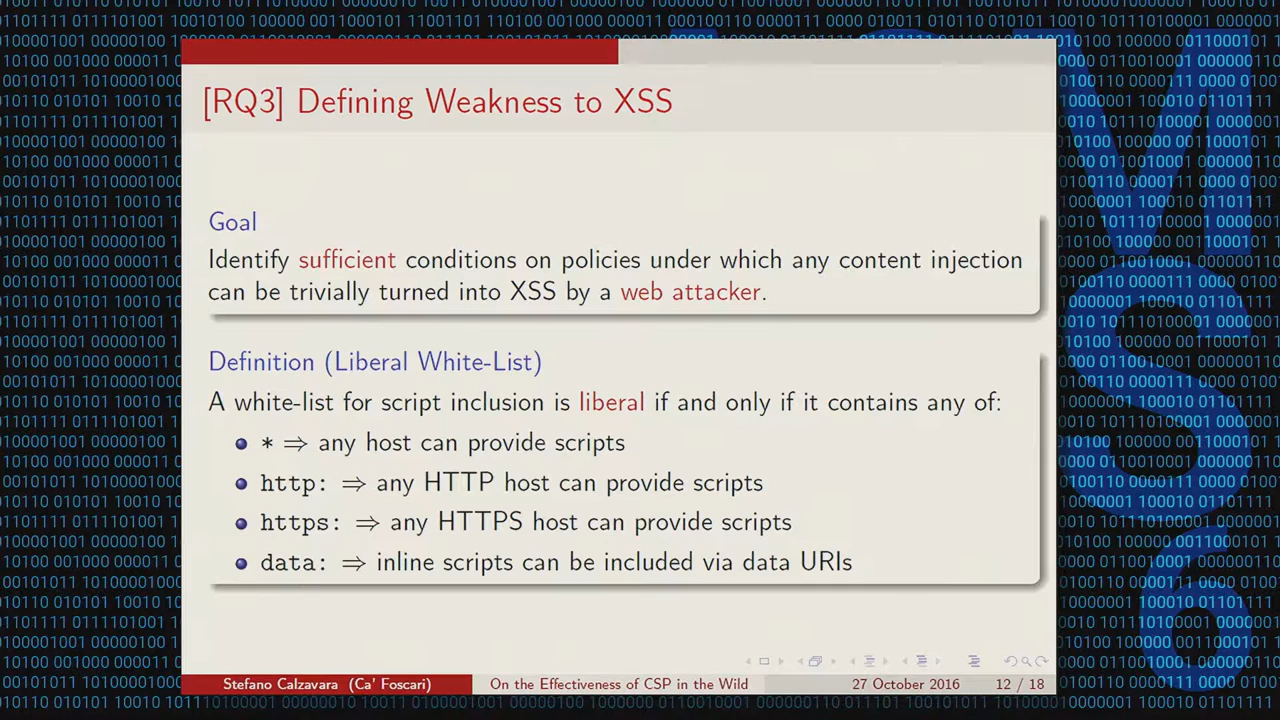 [RQ3] Defining Weakness to XSS
Goal
Identify sufficient conditions on policies under which any content injection
can be trivially turned into XSS by a web attacker.
Definition (Liberal White-List)
A white-list for script inclusion is liberal if and only if it contains any of:
* ⇒ any host can provide scripts
http: ⇒ any HTTP host can provide scripts
https: ⇒ any HTTPS host can provide scripts
data: ⇒ inline scripts can be included via data URIs
Stefano Calzavara (Ca' Foscari) On the Effectiveness of CSP in the Wild 27 October 2016 12 / 18